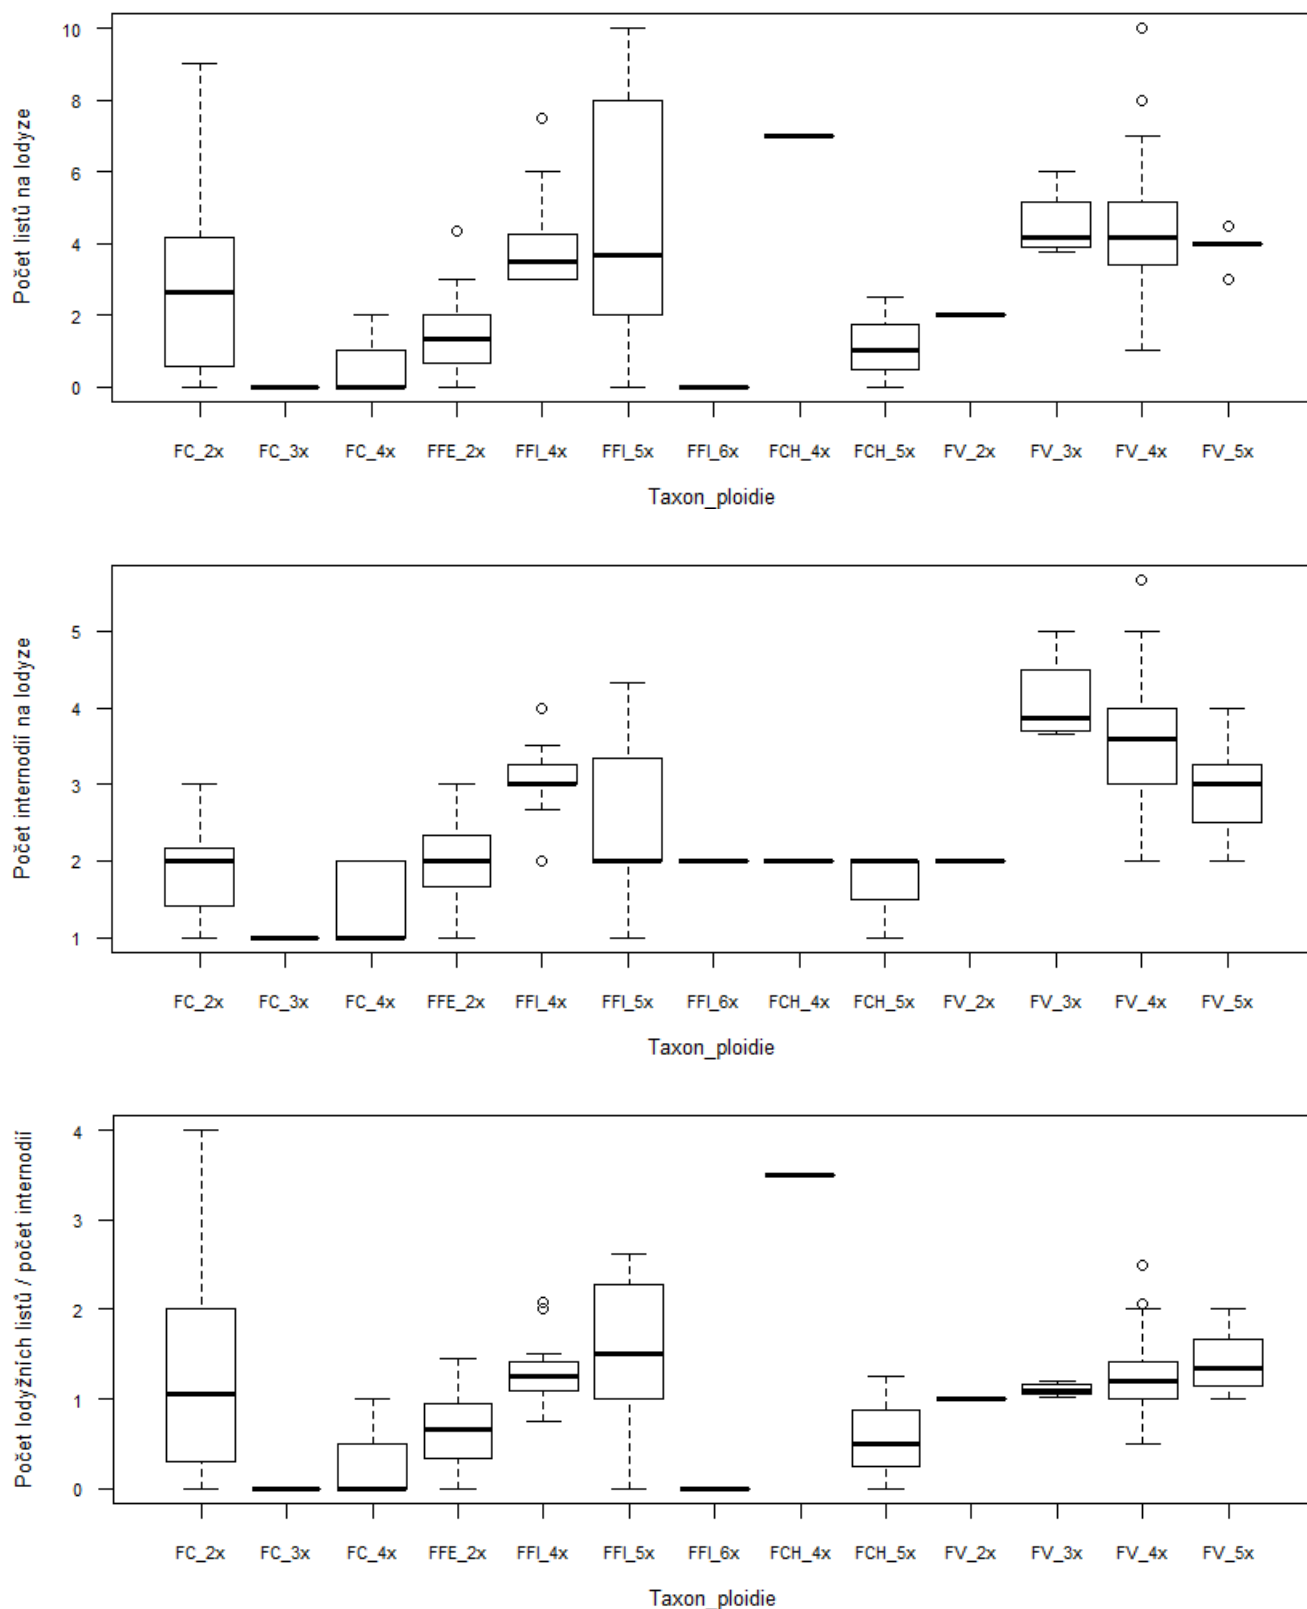 Počet listů na lodyze
10
8
6
4
2
0
FC_2x FC_3x FC_4x FFE_2x FFI_4x FFI_5x FFI_6x FCH_4x FCH_5x FV_2x FV_3x FV_4x FV_5x
Taxon_ploidie
Počet internodií na lodyze
5
4
3
2
1
FC_2x FC_3x FC_4x FFE_2x FFI_4x FFI_5x FFI_6x FCH_4x FCH_5x FV_2x FV_3x FV_4x FV_5x
Taxon_ploidie
Počet lodyžních listů / počet internodií
4
3
2
1
0
FC_2x FC_3x FC_4x FFE_2x FFI_4x FFI_5x FFI_6x FCH_4x FCH_5x FV_2x FV_3x FV_4x FV_5x
Taxon_ploidie